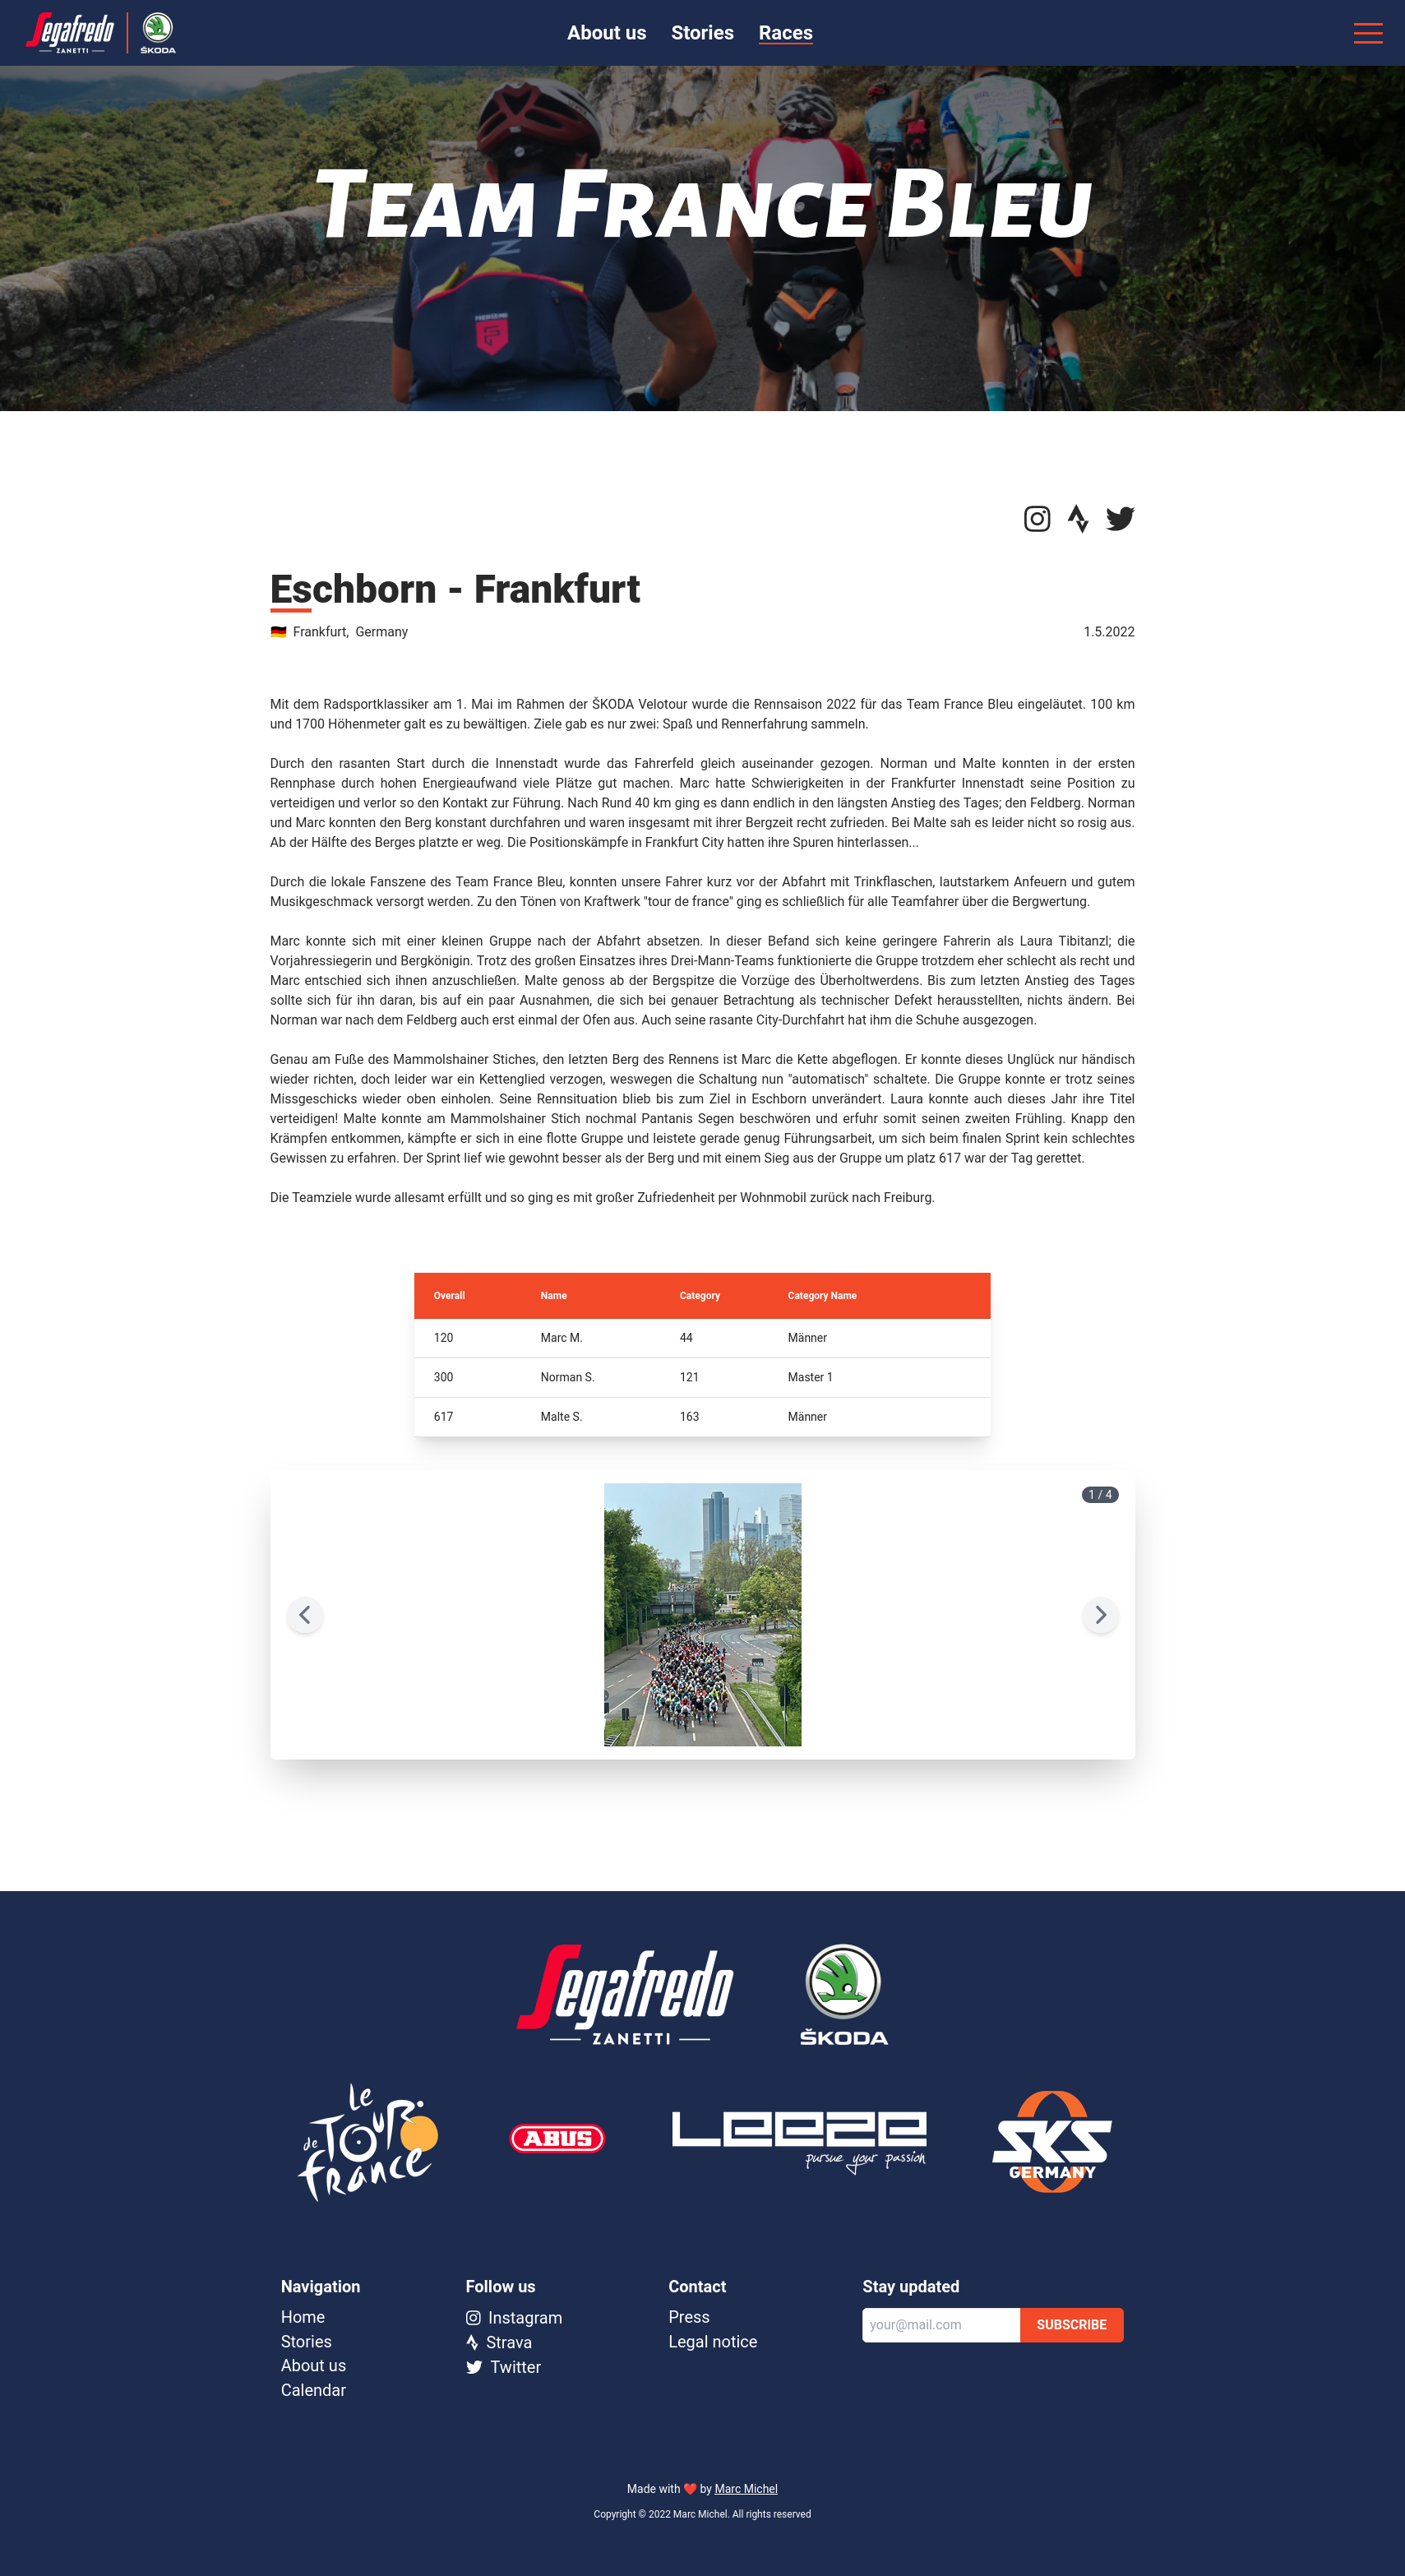 Segafredo
ZANETTI
ŠKODA
About us Stories Races
Team France Bleu
Eschborn - Frankfurt
Frankfurt, Germany 1.5.2022
Mit dem Radsportklassiker am 1. Mai im Rahmen der ŠKODA Velotour wurde die Rennsaison 2022 für das Team France Bleu eingeläutet. 100 km
und 1700 Höhenmeter galt es zu bewältigen. Ziele gab es nur zwei: Spaß und Rennerfahrung sammeln.
Durch den rasanten Start durch die Innenstadt wurde das Fahrerfeld gleich auseinander gezogen. Norman und Malte konnten in der ersten
Rennphase durch hohen Energieaufwand viele Plätze gut machen. Marc hatte Schwierigkeiten in der Frankfurter Innenstadt seine Position zu
verteidigen und verlor so den Kontakt zur Führung. Nach Rund 40 km ging es dann endlich in den längsten Anstieg des Tages; den Feldberg. Norman
und Marc konnten den Berg konstant durchfahren und waren insgesamt mit ihrer Bergzeit recht zufrieden. Bei Malte sah es leider nicht so rosig aus.
Ab der Hälfte des Berges platzte er weg. Die Positionskämpfe in Frankfurt City hatten ihre Spuren hinterlassen...
Durch die lokale Fanszene des Team France Bleu, konnten unsere Fahrer kurz vor der Abfahrt mit Trinkflaschen, lautstarkem Anfeuern und gutem
Musikgeschmack versorgt werden. Zu den Tönen von Kraftwerk "tour de france" ging es schließlich für alle Teamfahrer über die Bergwertung.
Marc konnte sich mit einer kleinen Gruppe nach der Abfahrt absetzen. In dieser Befand sich keine geringere Fahrerin als Laura Tibitanzl; die
Vorjahressiegerin und Bergkönigin. Trotz des großen Einsatzes ihres Drei-Mann-Teams funktionierte die Gruppe trotzdem eher schlecht als recht und
Marc entschied sich ihnen anzuschließen. Malte genoss ab der Bergspitze die Vorzüge des Überholtwerdens. Bis zum letzten Anstieg des Tages
sollte sich für ihn daran, bis auf ein paar Ausnahmen, die sich bei genauer Betrachtung als technischer Defekt herausstellten, nichts ändern. Bei
Norman war nach dem Feldberg auch erst einmal der Ofen aus. Auch seine rasante City-Durchfahrt hat ihm die Schuhe ausgezogen.
Genau am Fuße des Mammolshainer Stiches, den letzten Berg des Rennens ist Marc die Kette abgeflogen. Er konnte dieses Unglück nur händisch
wieder richten, doch leider war ein Kettenglied verzogen, weswegen die Schaltung nun "automatisch" schaltete. Die Gruppe konnte er trotz seines
Missgeschicks wieder oben einholen. Seine Rennsituation blieb bis zum Ziel in Eschborn unverändert. Laura konnte auch dieses Jahr ihre Titel
verteidigen! Malte konnte am Mammolshainer Stich nochmal Pantanis Segen beschwören und erfuhr somit seinen zweiten Frühling. Knapp den
Krämpfen entkommen, kämpfte er sich in eine flotte Gruppe und leistete gerade genug Führungsarbeit, um sich beim finalen Sprint kein schlechtes
Gewissen zu erfahren. Der Sprint lief wie gewohnt besser als der Berg und mit einem Sieg aus der Gruppe um platz 617 war der Tag gerettet.
Die Teamziele wurde allesamt erfüllt und so ging es mit großer Zufriedenheit per Wohnmobil zurück nach Freiburg.
Overall Name Category Category Name
120 Marc M. 44 Männer
300 Norman S. 121 Master 1
617 Malte S. 163 Männer
1 / 4
Segafredo
ZANETTI
ŠKODA
Le
Tour
de
france
ABUS
Leeze
pursue your passion
SKS
GERMANY
Navigation
Home
Stories
About us
Calendar
Follow us
Instagram
Strava
Twitter
Contact
Press
Legal notice
Stay updated
your@mail.com SUBSCRIBE
Made with ❤️ by Marc Michel
Copyright © 2022 Marc Michel. All rights reserved